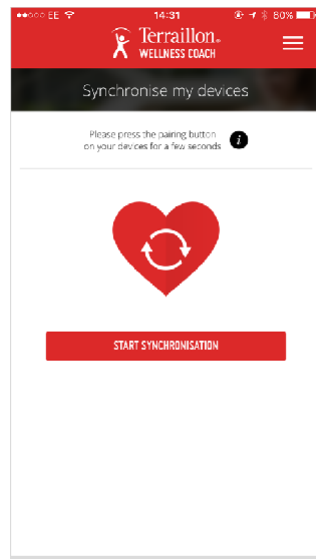 EE 14:31 80%
Terraillon®
WELLNESS COACH
Synchronise my devices
Please press the pairing button
on your devices for a few seconds
i
START SYNCHRONISATION